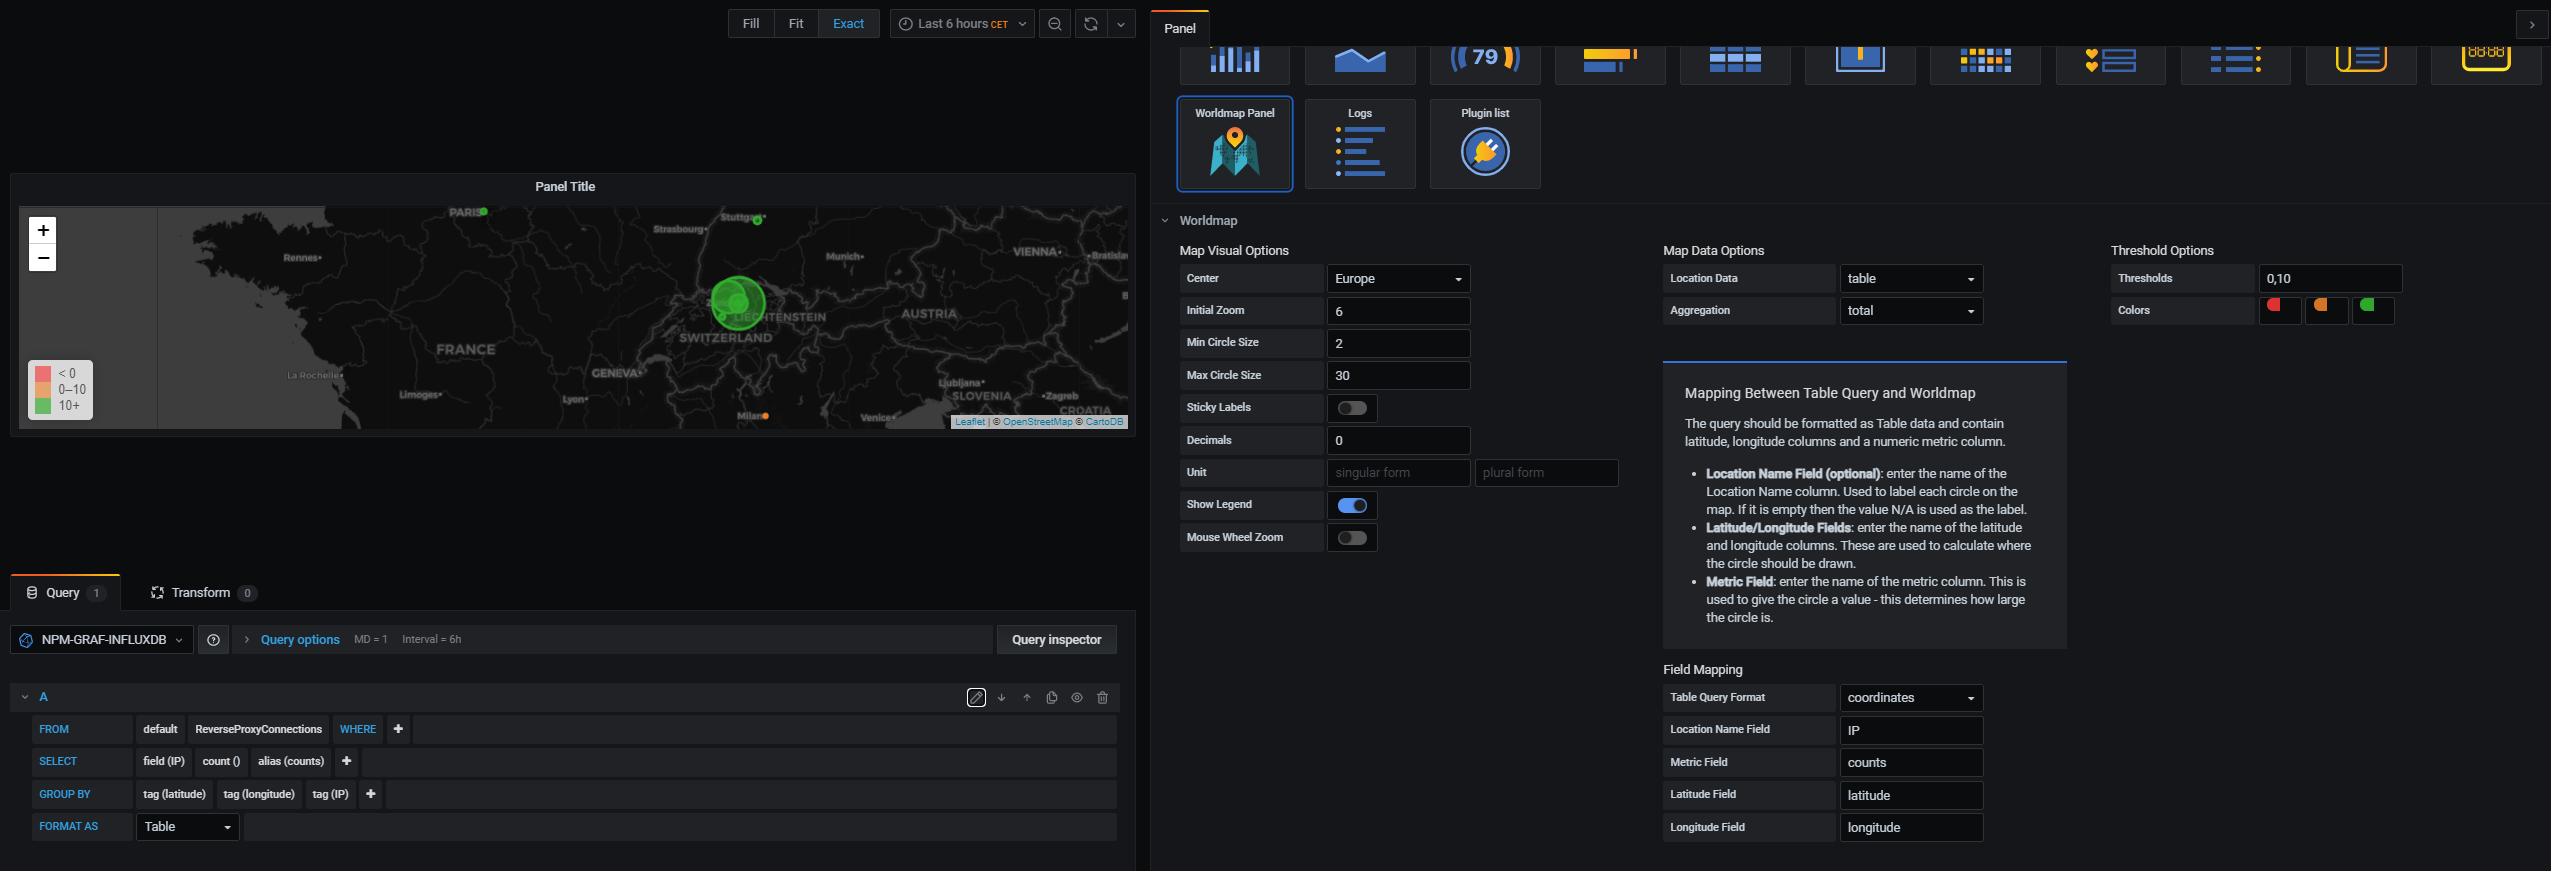 Fill Fit Exact Last 6 hours CET
Panel
79
Worldmap Panel Logs Plugin list
Panel Title
+
−
PARIS
Stuttgart
Strasbourg
Rennes
Munich
VIENNA
Bratislav
LIECHTENSTEIN
AUSTRIA
SWITZERLAND
FRANCE
La Rochelle
GENEVA
Ljubljana
Limoges
Lyon
SLOVENIA
Zagreb
CROATIA
Milan
Venice
< 0
0–10
10+
Leaflet | © OpenStreetMap © CartoDB
Worldmap
Map Visual Options
Center Europe
Initial Zoom 6
Min Circle Size 2
Max Circle Size 30
Sticky Labels
Decimals 0
Unit singular form plural form
Show Legend
Mouse Wheel Zoom
Map Data Options
Location Data table
Aggregation total
Threshold Options
Thresholds 0,10
Colors
Mapping Between Table Query and Worldmap
The query should be formatted as Table data and contain
latitude, longitude columns and a numeric metric column.
• Location Name Field (optional): enter the name of the
Location Name column. Used to label each circle on the
map. If it is empty then the value N/A is used as the label.
• Latitude/Longitude Fields: enter the name of the latitude
and longitude columns. These are used to calculate where
the circle should be drawn.
• Metric Field: enter the name of the metric column. This is
used to give the circle a value - this determines how large
the circle is.
Field Mapping
Table Query Format coordinates
Location Name Field IP
Metric Field counts
Latitude Field latitude
Longitude Field longitude
Query 1 Transform 0
NPM-GRAF-INFLUXDB Query options MD = 1 Interval = 6h Query inspector
A
FROM default ReverseProxyConnections WHERE +
SELECT field (IP) count () alias (counts) +
GROUP BY tag (latitude) tag (longitude) tag (IP) +
FORMAT AS Table